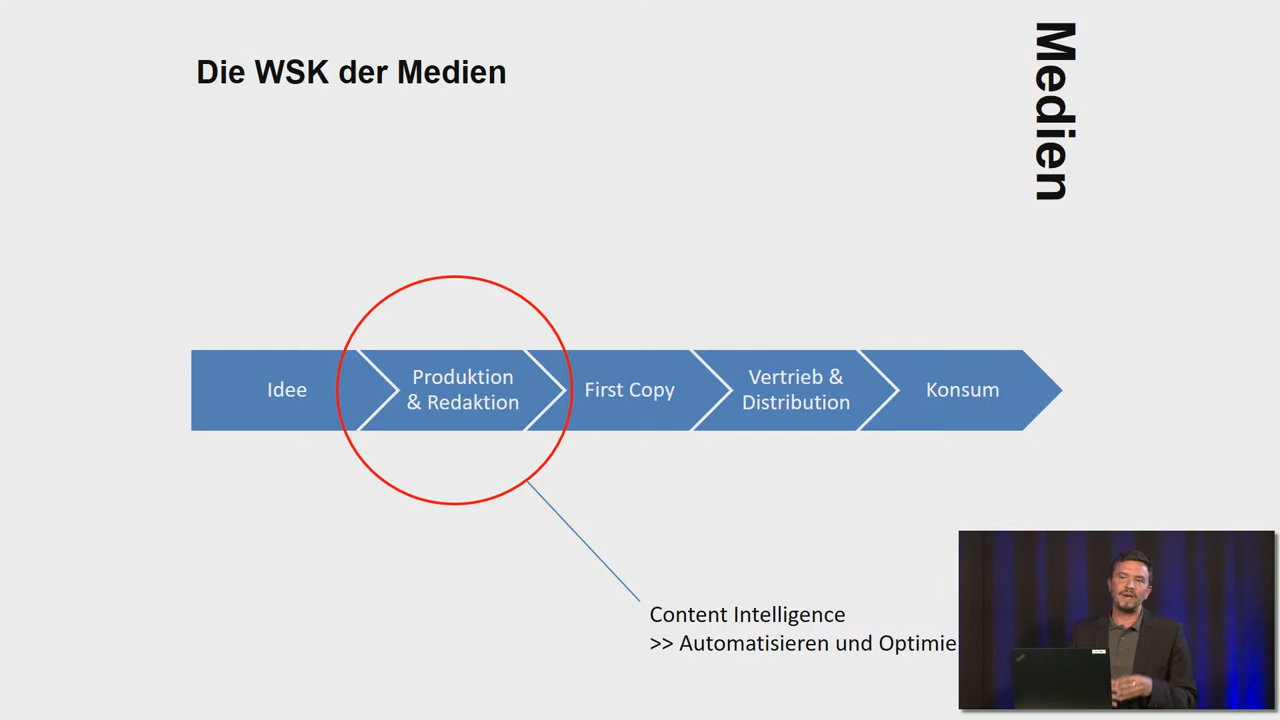 Die WSK der Medien
Medien
Idee
Produktion
& Redaktion
First Copy
Vertrieb &
Distribution
Konsum
Content Intelligence
>> Automatisieren und Optimie